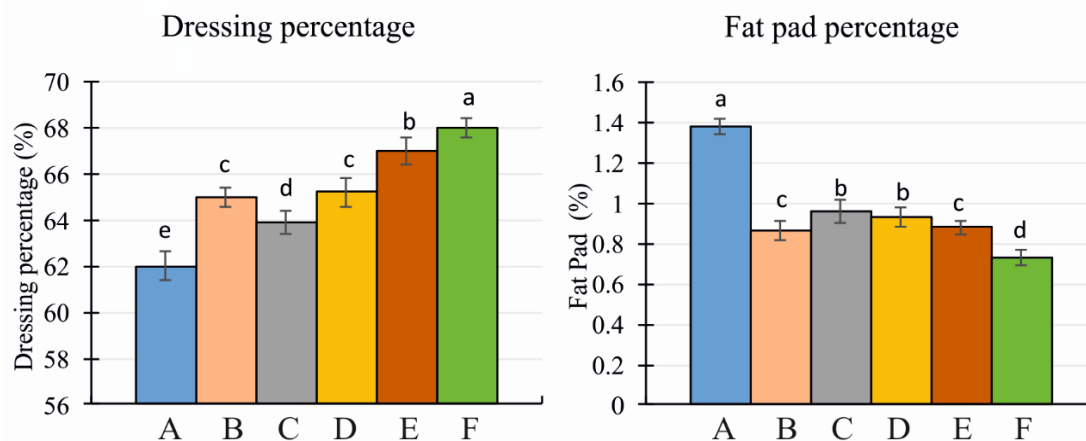 Dressing percentage
Dressing percentage (%)
70
68
66
64
62
60
58
56
e
c
d
c
b
a
A B C D E F
Fat pad percentage
Fat Pad (%)
1.6
1.4
1.2
1
0.8
0.6
0.4
0.2
0
a
c
b
b
c
d
A B C D E F